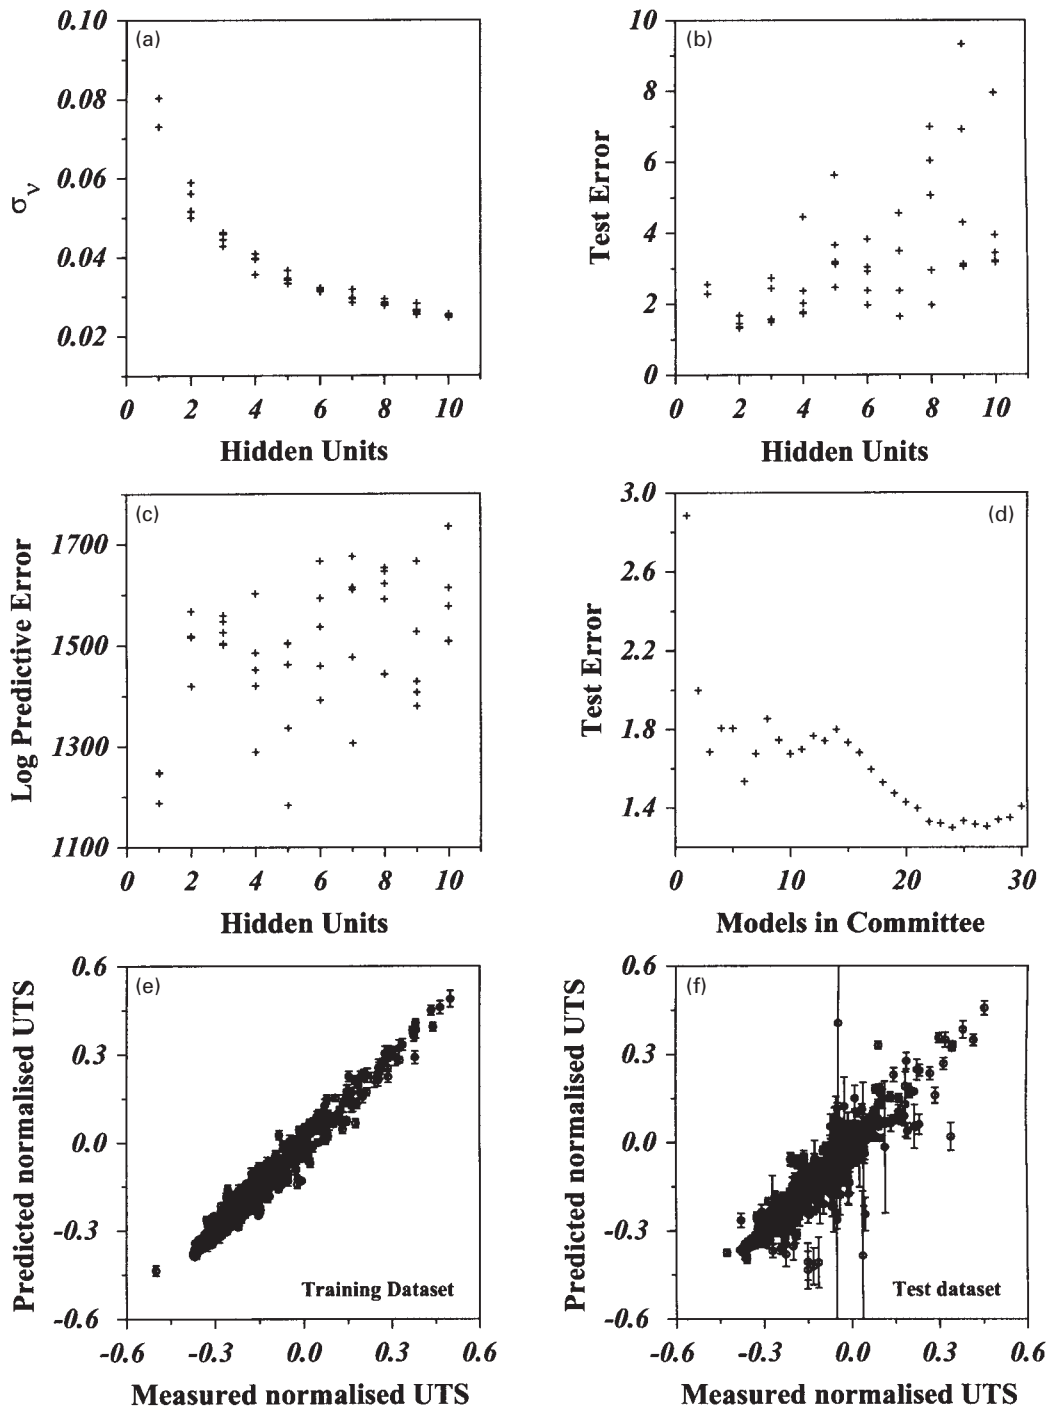 (a)
0.10
0.08
0.06
0.04
0.02
σν
0 2 4 6 8 10
Hidden Units
(b)
10
8
6
4
2
0
Test Error
0 2 4 6 8 10
Hidden Units
(c)
1700
1500
1300
1100
Log Predictive Error
0 2 4 6 8 10
Hidden Units
(d)
3.0
2.6
2.2
1.8
1.4
Test Error
0 10 20 30
Models in Committee
(e)
0.6
0.3
0.0
-0.3
-0.6
Predicted normalised UTS
Training Dataset
-0.6 -0.3 0.0 0.3 0.6
Measured normalised UTS
(f)
0.6
0.3
0.0
-0.3
-0.6
Predicted normalised UTS
Test dataset
-0.6 -0.3 0.0 0.3 0.6
Measured normalised UTS